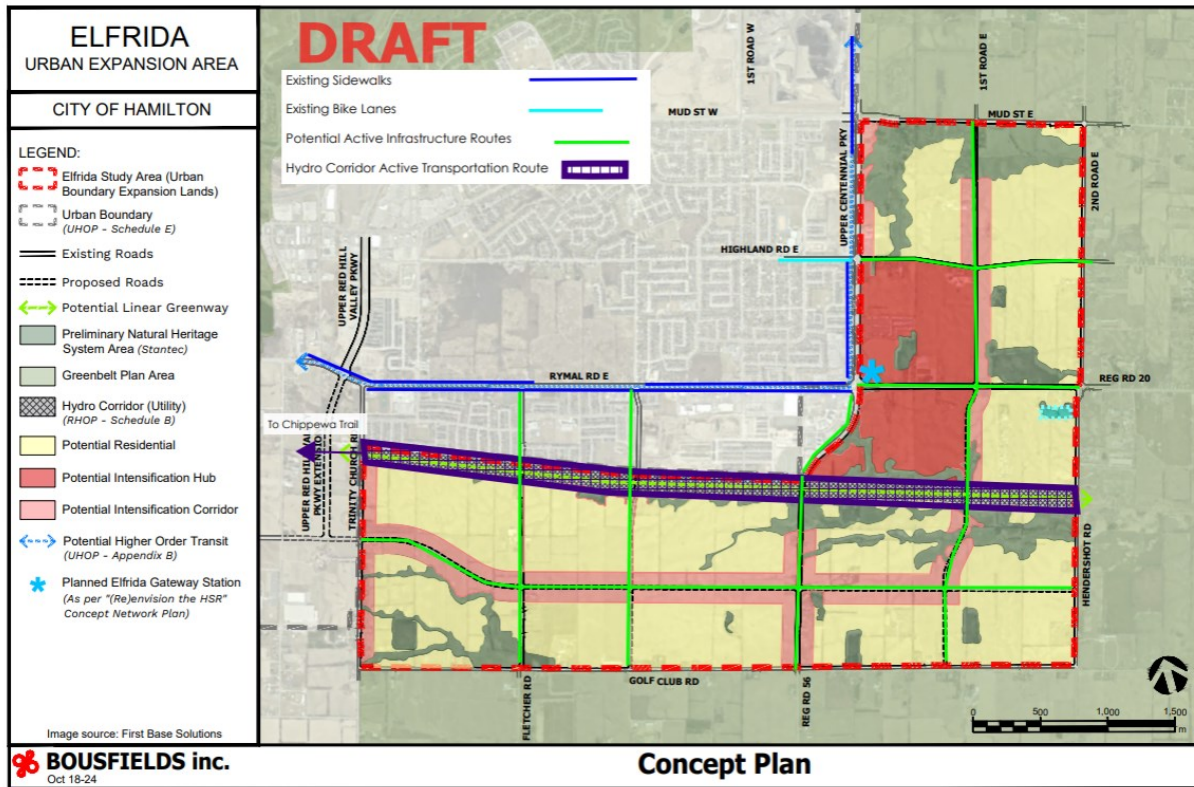 ELFRIDA
URBAN EXPANSION AREA
CITY OF HAMILTON
LEGEND:
Elfrida Study Area (Urban
Boundary Expansion Lands)
Urban Boundary
(UHOP - Schedule E)
Existing Roads
Proposed Roads
Potential Linear Greenway
Preliminary Natural Heritage
System Area (Stantec)
Greenbelt Plan Area
Hydro Corridor (Utility)
(RHOP - Schedule B)
Potential Residential
Potential Intensification Hub
Potential Intensification Corridor
Potential Higher Order Transit
(UHOP - Appendix B)
Planned Elfrida Gateway Station
(As per "(Re)envision the HSR"
Concept Network Plan)
Image source: First Base Solutions
BOUSFIELDS inc.
Oct 18-24
DRAFT
Existing Sidewalks
Existing Bike Lanes
Potential Active Infrastructure Routes
Hydro Corridor Active Transportation Route
1ST ROAD W
1ST ROAD E
MUD ST W
MUD ST E
UPPER CENTENNIAL PKY
2ND ROAD E
HIGHLAND RD E
UPPER RED HILL
VALLEY PKWY
RYMAL RD E
REG RD 20
To Chippewa Trail
UPPER RED HILL
PKWY EXTENSION
TRINITY CHURCH
HENDERSHOT RD
GOLF CLUB RD
FLETCHER RD
REG RD 56
0 500 1,000 1,500
m
Concept Plan